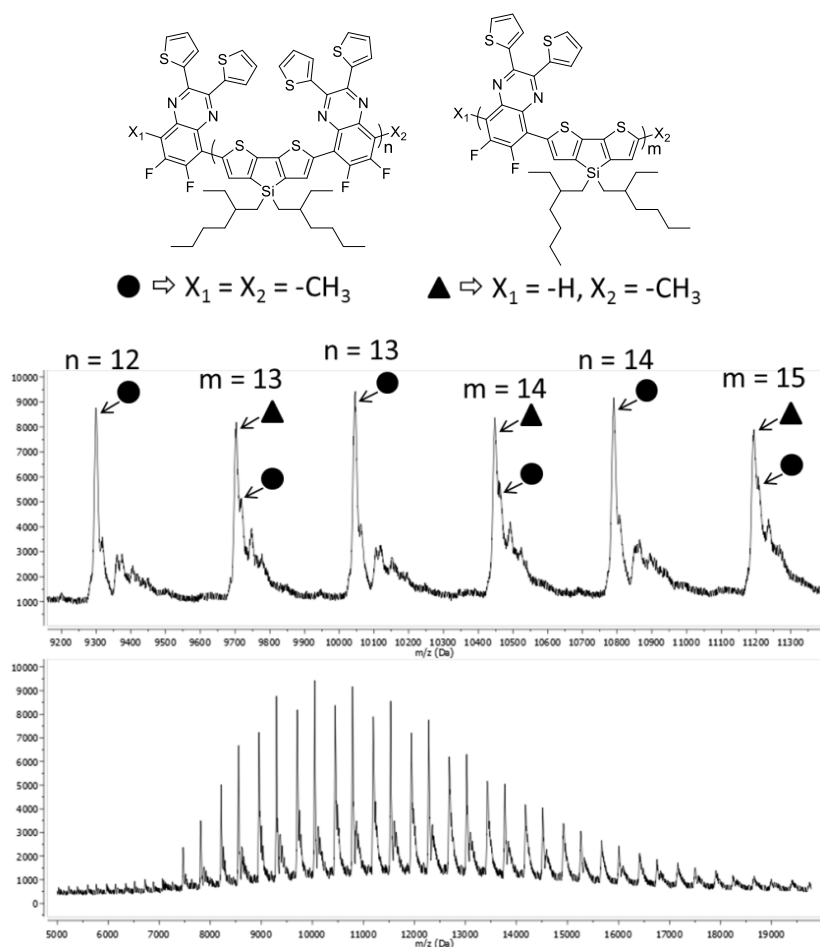 S S S S S S
N N N N N N
X₁ X₂ X₁ X₂
S S S S
n m
F F F F F F
Si Si
● ⇨ X₁ = X₂ = -CH₃ ▲ ⇨ X₁ = -H, X₂ = -CH₃
n = 12 m = 13 n = 13 m = 14 n = 14 m = 15
10000
9000
8000
7000
6000
5000
4000
3000
2000
1000
9200 9300 9400 9500 9600 9700 9800 9900 10000 10100 10200 10300 10400 10500 10600 10700 10800 10900 11000 11100 11200 11300
m/z (Da)
10000
9000
8000
7000
6000
5000
4000
3000
2000
1000
0
5000 6000 7000 8000 9000 10000 11000 12000 13000 14000 15000 16000 17000 18000 19000
m/z (Da)